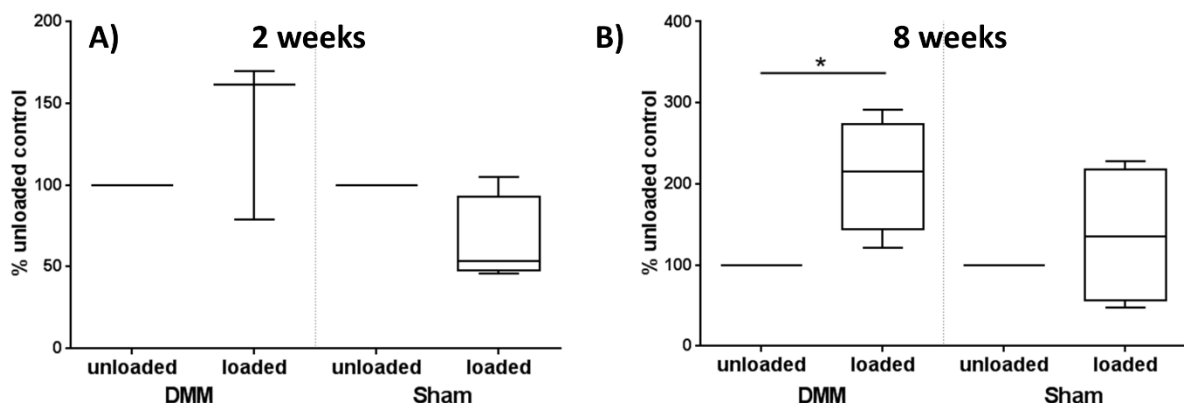 A) 2 weeks
% unloaded control
200
150
100
50
0
unloaded loaded unloaded loaded
DMM Sham
B) 8 weeks
% unloaded control
400
300
200
100
0
*
unloaded loaded unloaded loaded
DMM Sham